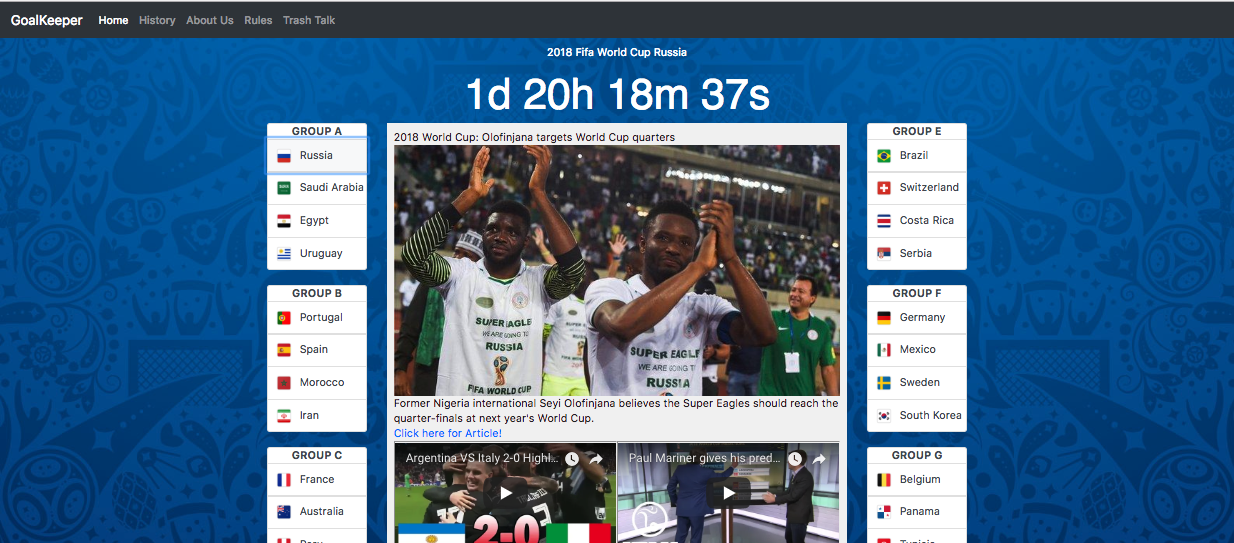 GoalKeeper Home History About Us Rules Trash Talk
2018 Fifa World Cup Russia
1d 20h 18m 37s
GROUP A
Russia
Saudi Arabia
Egypt
Uruguay
GROUP B
Portugal
Spain
Morocco
Iran
GROUP C
France
Australia
2018 World Cup: Olofinjana targets World Cup quarters
SUPER EAGLE
WE ARE GOING TO
RUSSIA
FIFA WORLD CUP
SUPER EAGLE
WE ARE GOING TO
RUSSIA
Former Nigeria international Seyi Olofinjana believes the Super Eagles should reach the
quarter-finals at next year's World Cup.
Click here for Article!
Argentina VS Italy 2-0 Highl...
2-0
Paul Mariner gives his pred...
GROUP E
Brazil
Switzerland
Costa Rica
Serbia
GROUP F
Germany
Mexico
Sweden
South Korea
GROUP G
Belgium
Panama